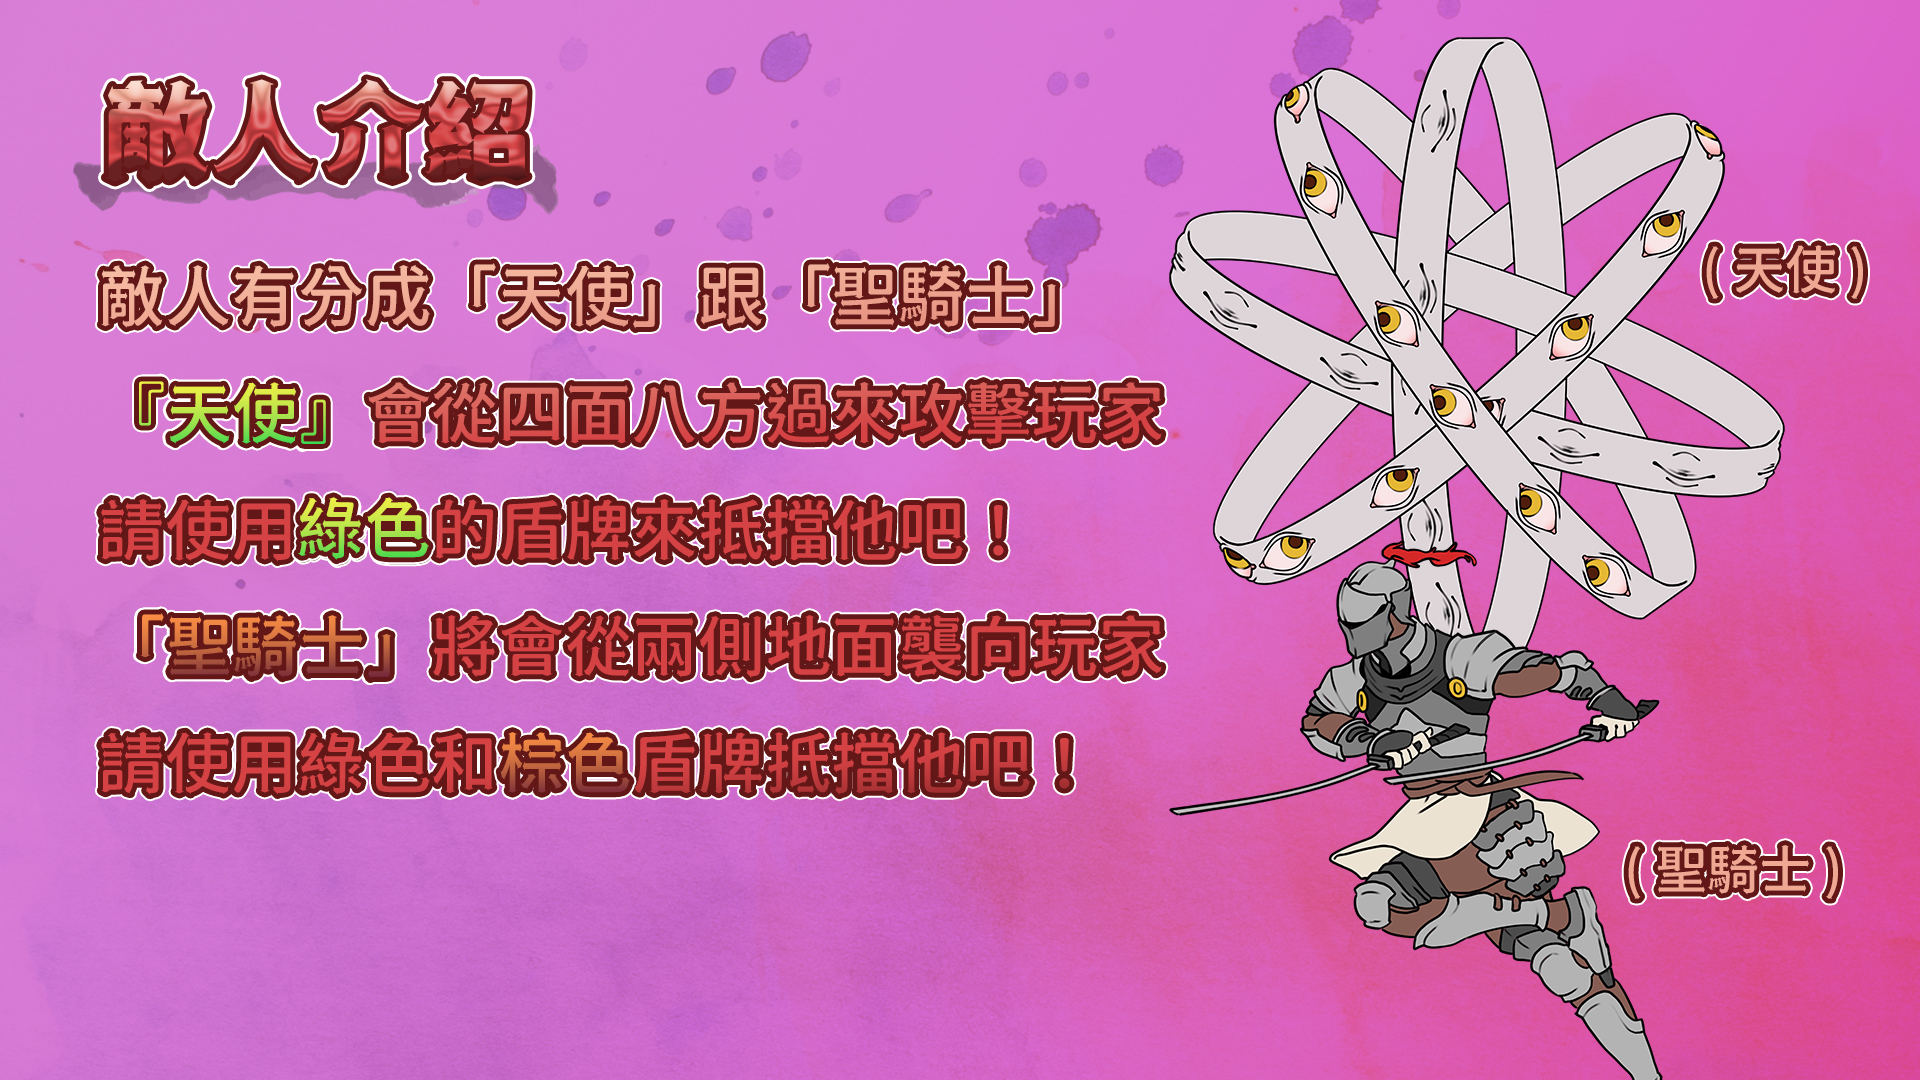 敵人介紹
敵人有分成「天使」跟「聖騎士」
(天使)
『天使』會從四面八方過來攻擊玩家
請使用綠色的盾牌來抵擋他吧！
「聖騎士」將會從兩側地面襲向玩家
請使用綠色和棕色盾牌抵擋他吧！
(聖騎士)